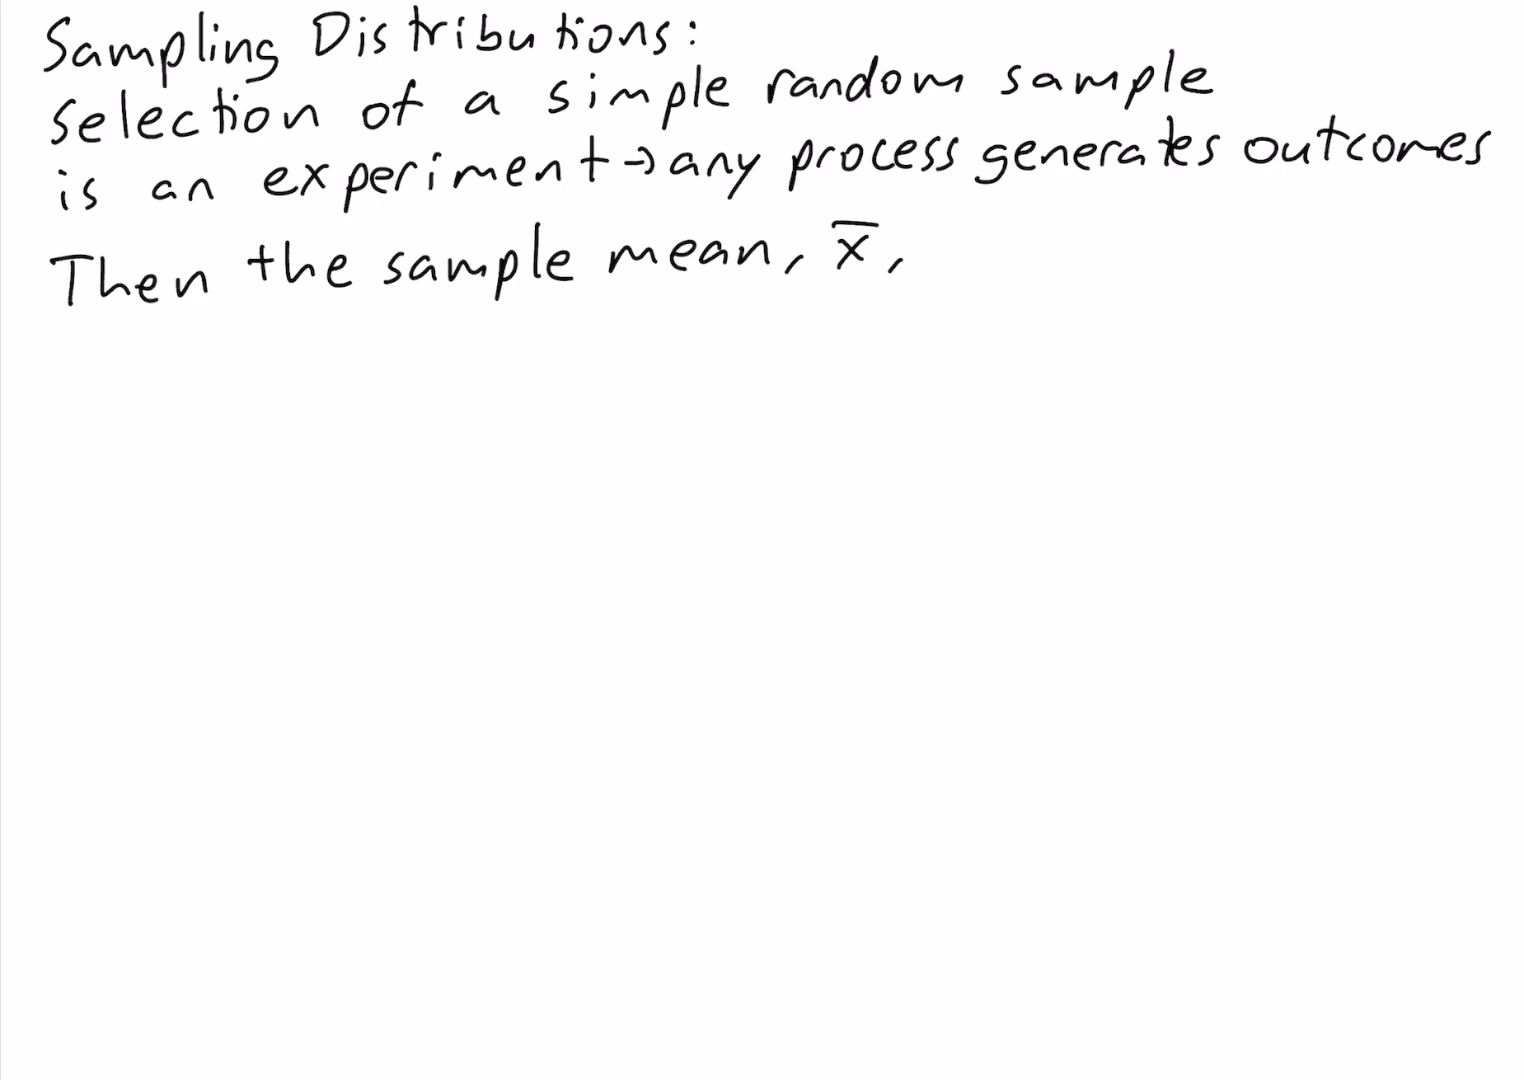 Sampling Distributions:
selection of a simple random sample
is an experiment → any process generates outcomes
Then the sample mean, x̅,